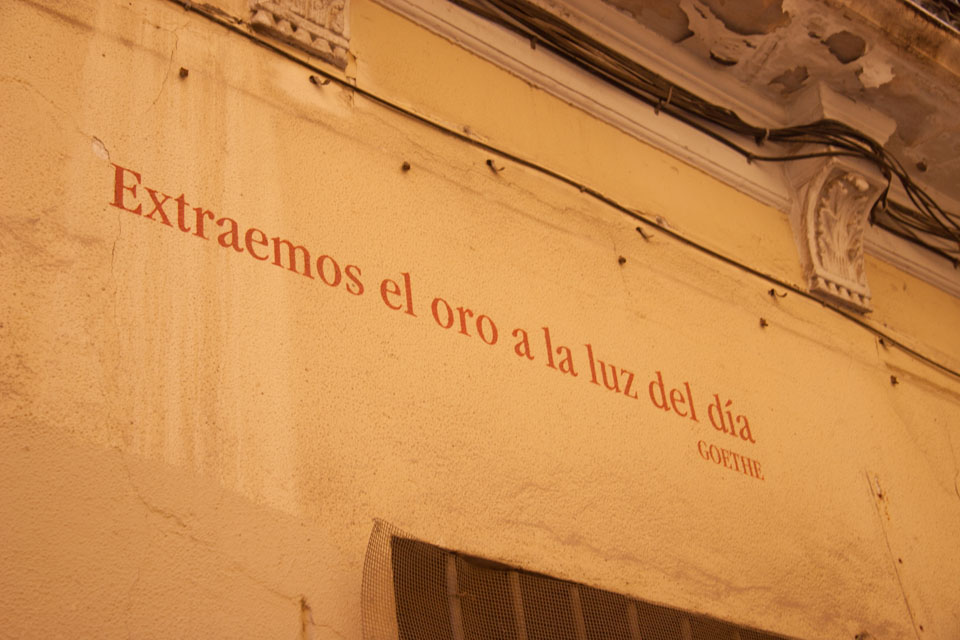 Extraemos el oro a la luz del día
GOETHE